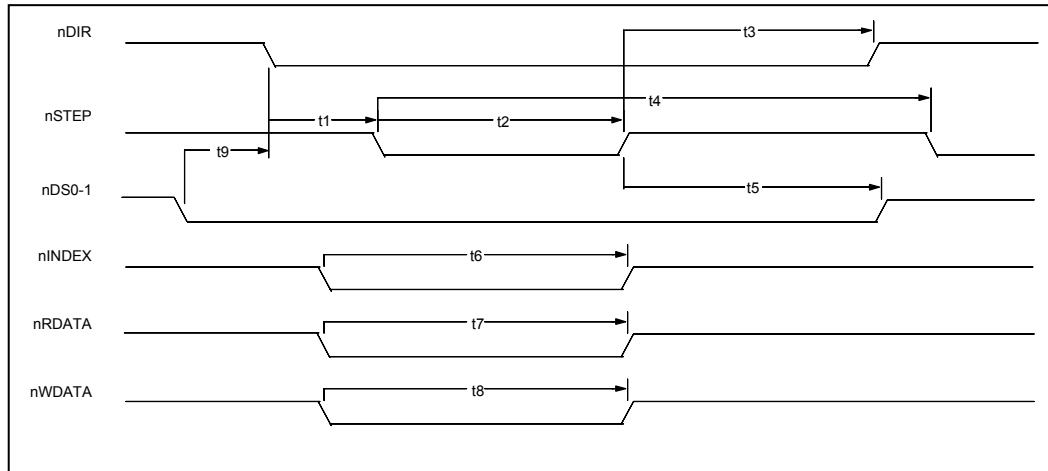 nDIR
t3
nSTEP
t4
t1
t2
t9
nDS0-1
t5
nINDEX
t6
nRDATA
t7
nWDATA
t8